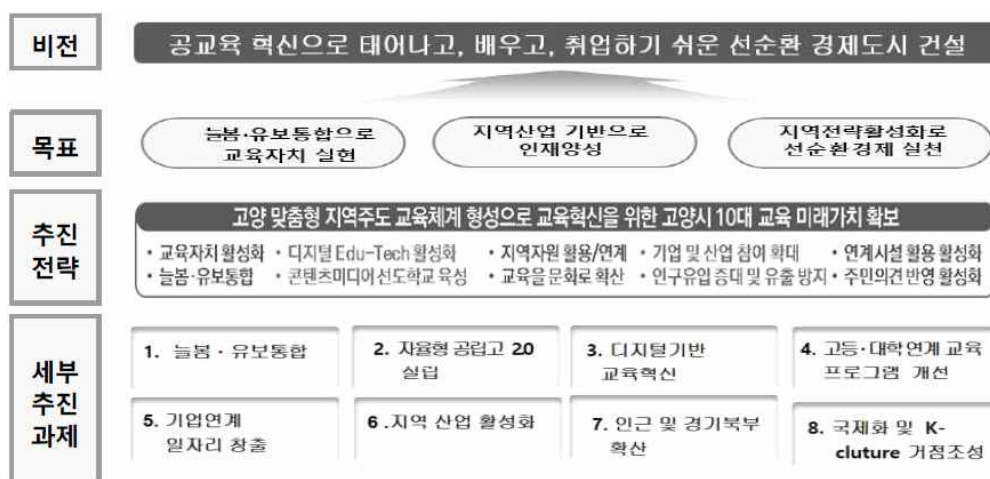 비전
공교육 혁신으로 태어나고, 배우고, 취업하기 쉬운 선순환 경제도시 건설
목표
늘봄·유보통합으로
교육자치 실현
지역산업 기반으로
인재양성
지역전략활성화로
선순환경제 실천
추진
전략
고양 맞춤형 지역주도 교육체계 형성으로 교육혁신을 위한 고양시 10대 교육 미래가치 확보
• 교육자치 활성화 • 디지털 Edu-Tech 활성화 • 지역자원 활용/연계 • 기업 및 산업 참여 확대 • 연계시설 활용 활성화
• 늘봄·유보통합 • 콘텐츠미디어 선도학교 육성 • 교육을 문화로 확산 • 인구유입 증대 및 유출 방지 • 주민의견 반영 활성화
세부
추진
과제
1. 늘봄·유보통합
2. 자율형 공립고 2.0
실립
3. 디지털기반
교육혁신
4. 고등·대학연계 교육
프로그램 개선
5. 기업연계
일자리 창출
6.지역 산업 활성화
7. 인근 및 경기북부
확산
8. 국제화 및 K-
cluture 거점조성